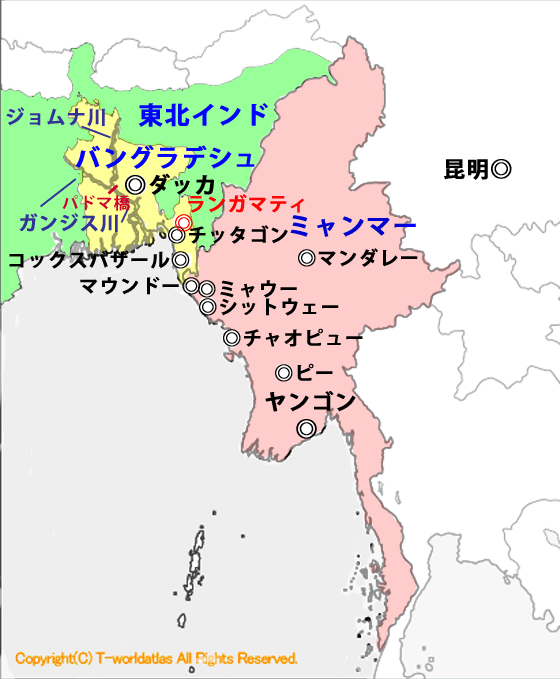 ジョムナ川
東北インド
バングラデシュ
昆明
ダッカ
パドマ橋
ランガマティ
ガンジス川
ミャンマー
チッタゴン
コックスバザール
マンダレー
マウンドー
ミャウー
シットウェー
チャオピュー
ピー
ヤンゴン
Copyright(C) T-worldatlas All Rights Reserved.